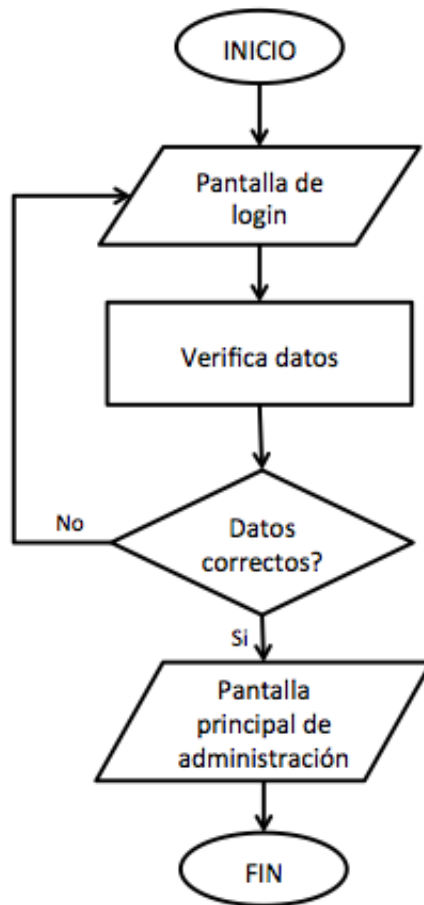 INICIO
Pantalla de
login
Verifica datos
No
Datos
correctos?
Si
Pantalla
principal de
administración
FIN